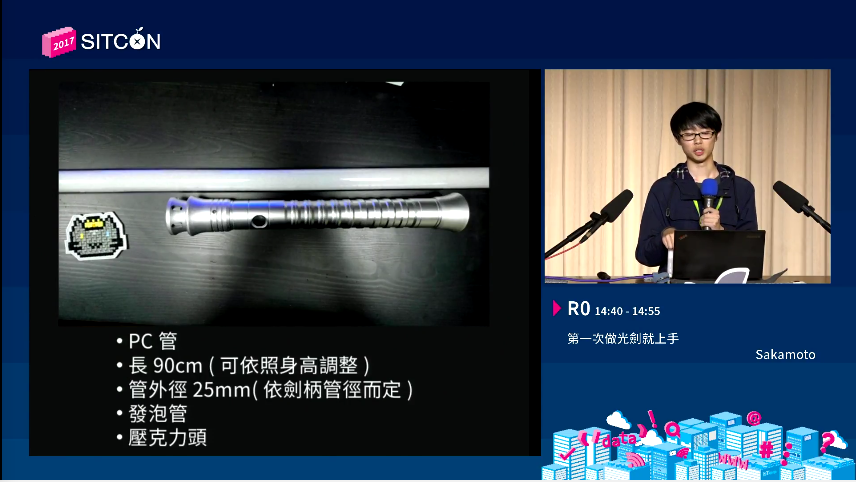 2017 SITCON
• PC 管
• 長 90cm ( 可依照身高調整 )
• 管外徑 25mm( 依劍柄管徑而定 )
• 發泡管
• 壓克力頭
R0 14:40 - 14:55
第一次做光劍就上手
Sakamoto
data
@
#
www
?
!